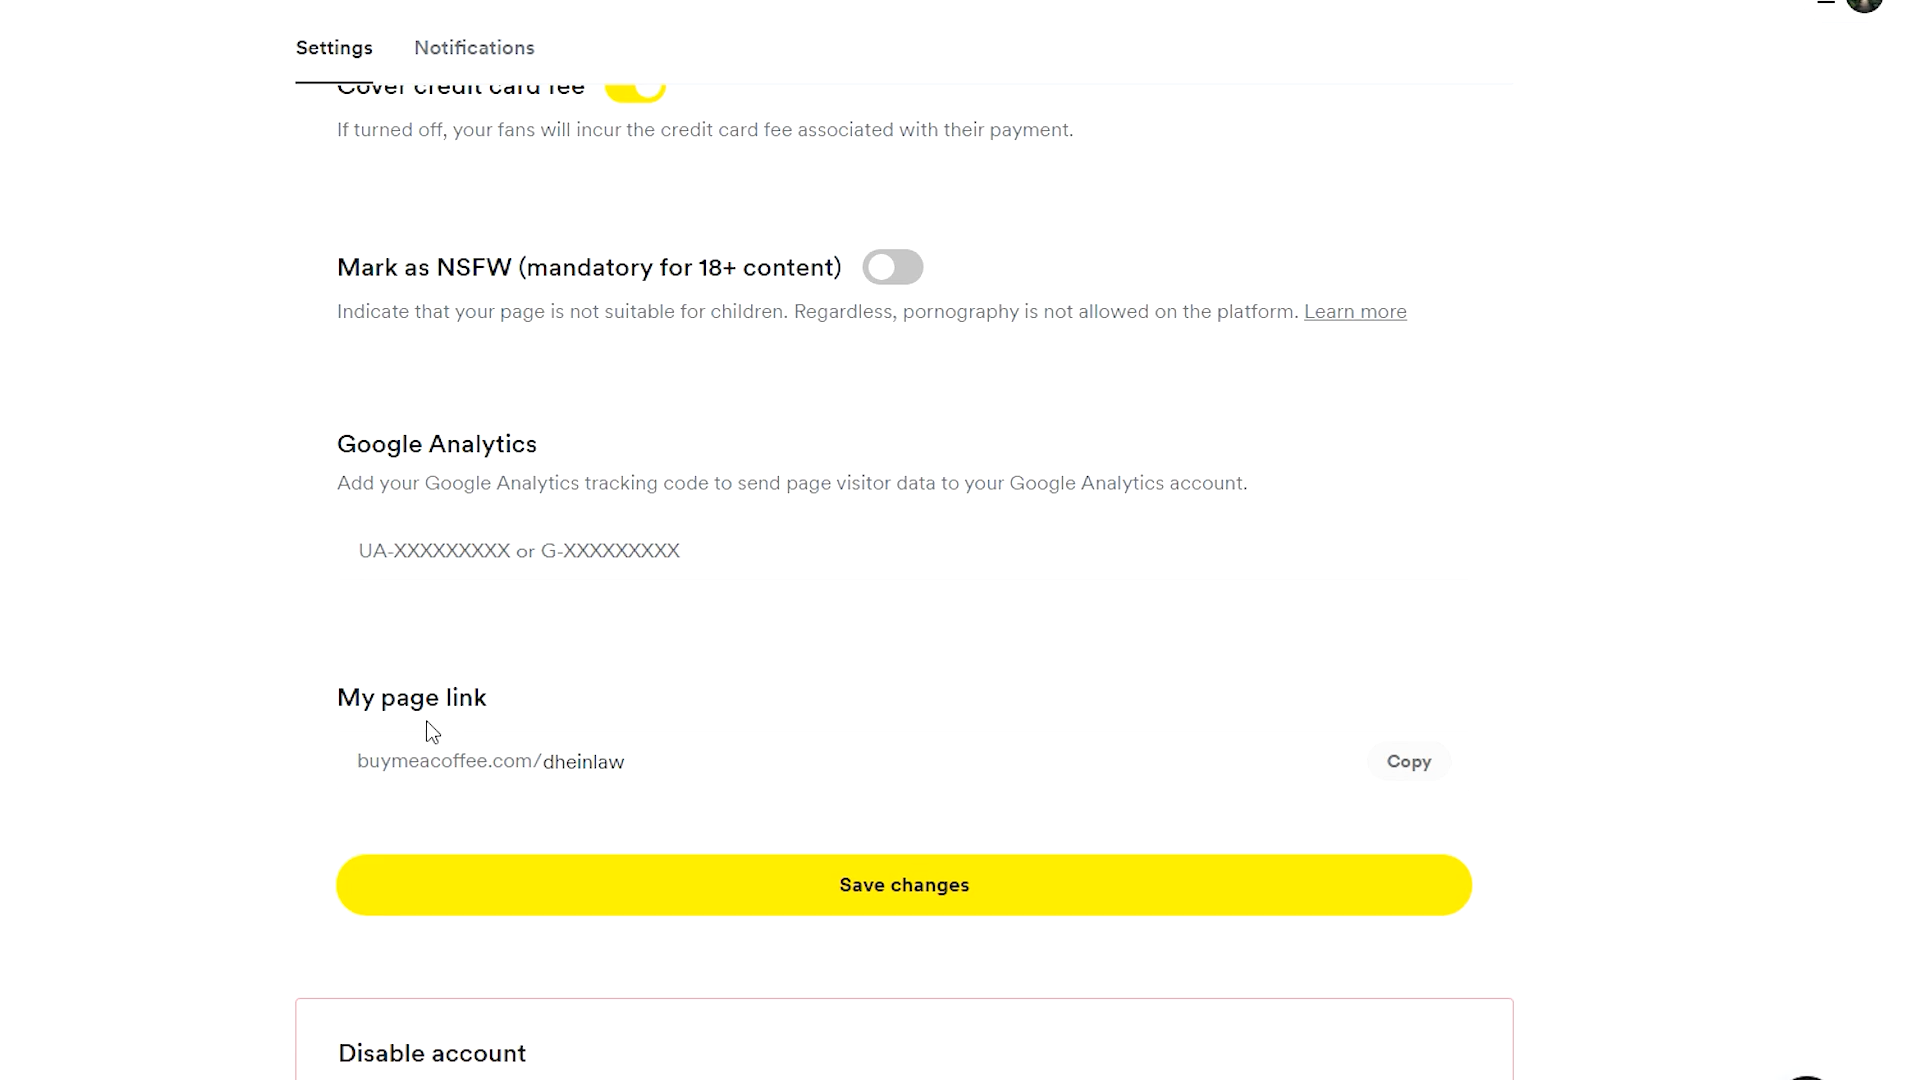 Settings Notifications
Cover credit card fee
If turned off, your fans will incur the credit card fee associated with their payment.
Mark as NSFW (mandatory for 18+ content)
Indicate that your page is not suitable for children. Regardless, pornography is not allowed on the platform. Learn more
Google Analytics
Add your Google Analytics tracking code to send page visitor data to your Google Analytics account.
UA-XXXXXXXXX or G-XXXXXXXXX
My page link
buymeacoffee.com/dheinlaw Copy
Save changes
Disable account